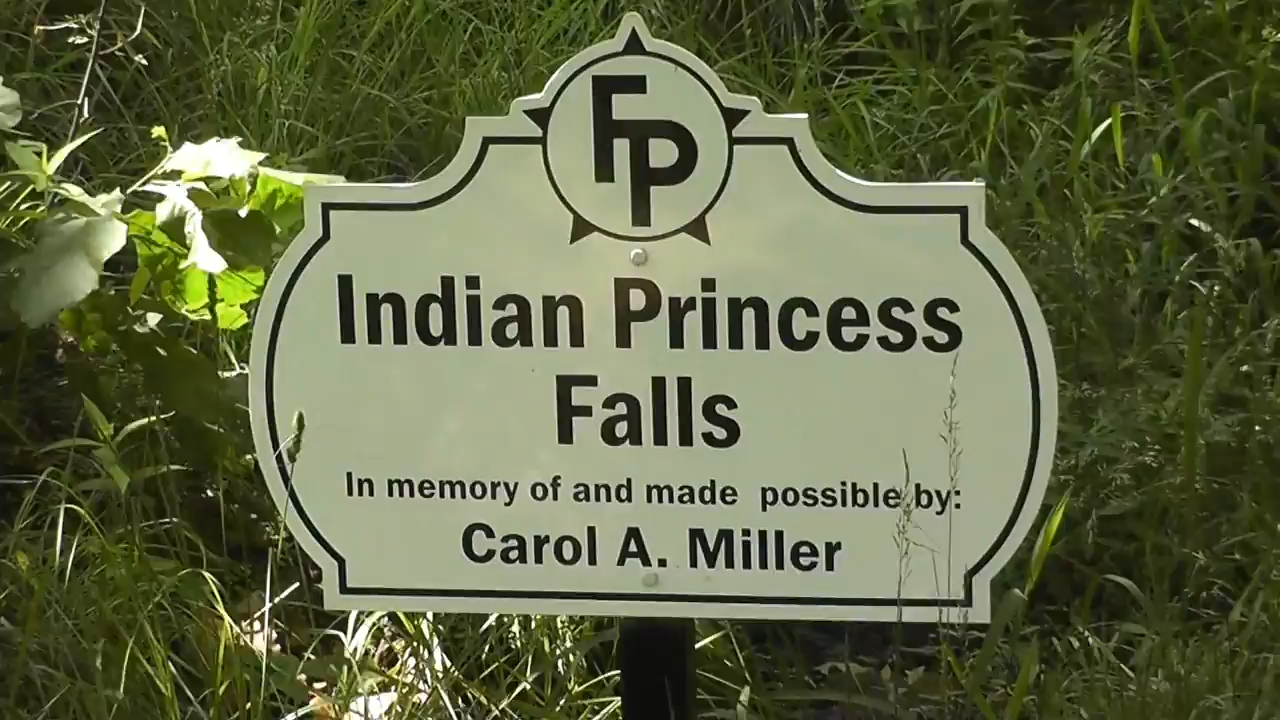 FP
Indian Princess
Falls
In memory of and made possible by:
Carol A. Miller